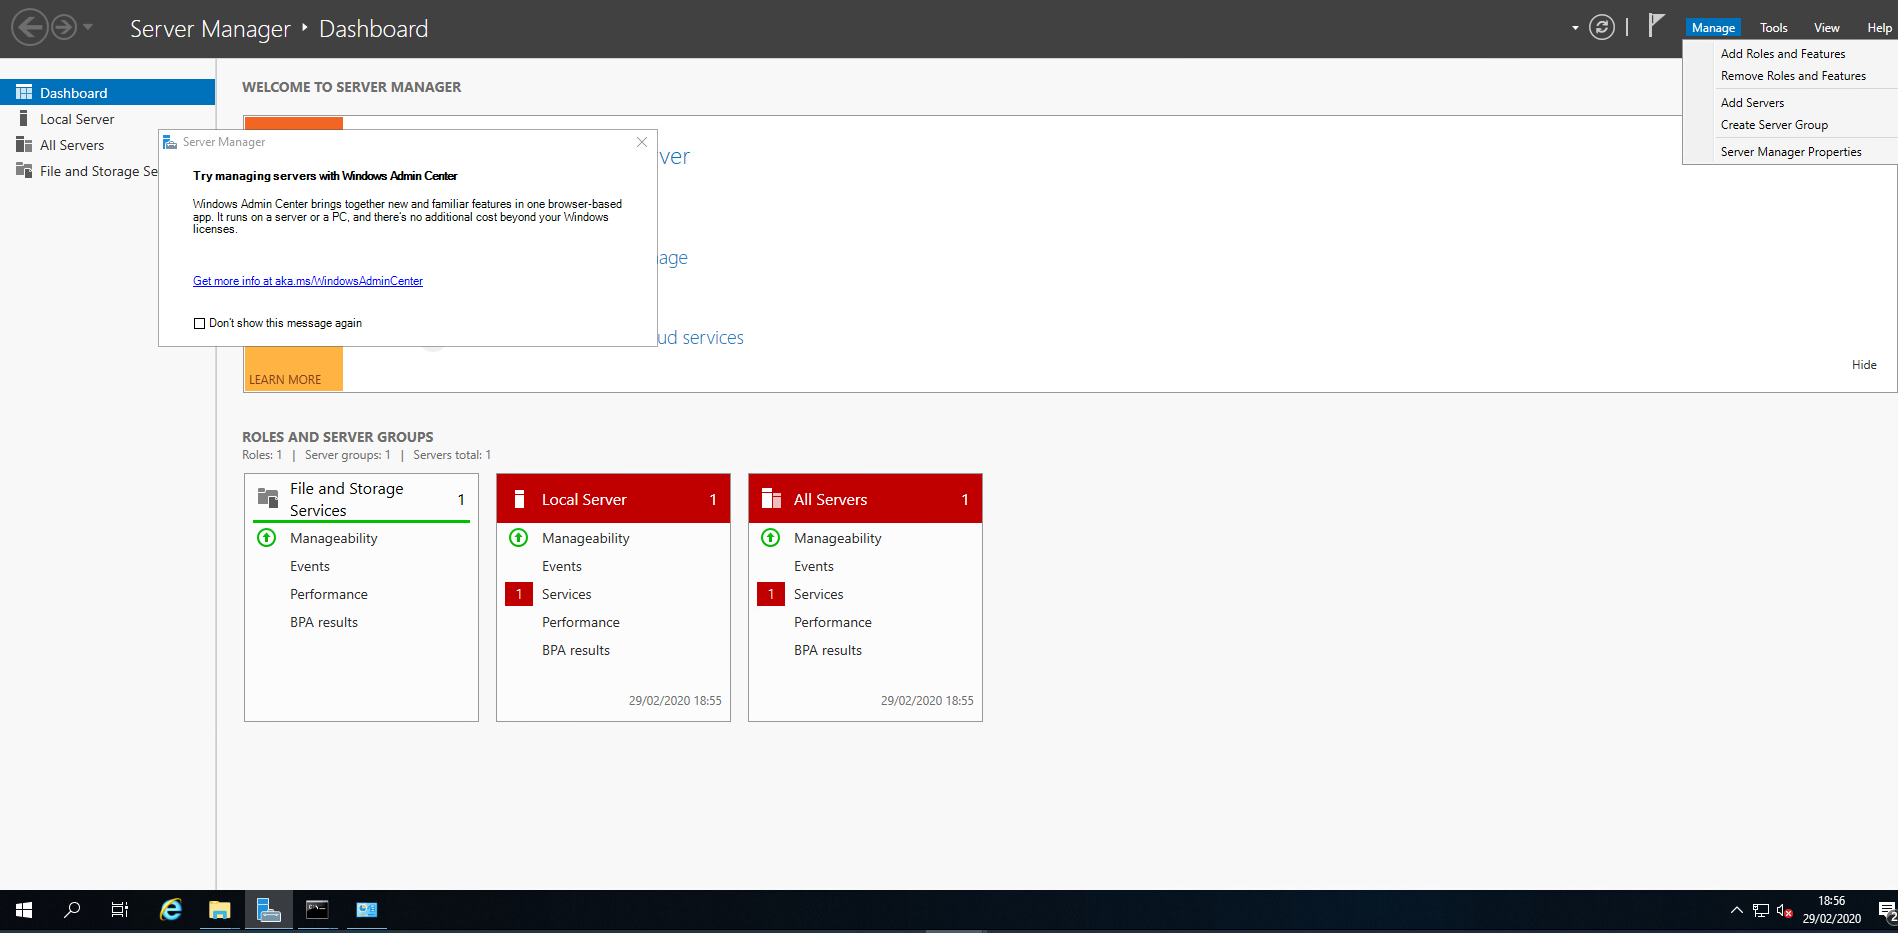 Server Manager ‣ Dashboard
Manage Tools View Help
Add Roles and Features
Remove Roles and Features
Add Servers
Create Server Group
Server Manager Properties
Dashboard
Local Server
All Servers
File and Storage Se
WELCOME TO SERVER MANAGER
Server Manager
Try managing servers with Windows Admin Center
Windows Admin Center brings together new and familiar features in one browser-based
app. It runs on a server or a PC, and there's no additional cost beyond your Windows
licenses.
Get more info at aka.ms/WindowsAdminCenter
Don't show this message again
ver
age
ud services
LEARN MORE
Hide
ROLES AND SERVER GROUPS
Roles: 1 | Server groups: 1 | Servers total: 1
File and Storage
Services
1
Manageability
Events
Performance
BPA results
Local Server 1
Manageability
Events
1 Services
Performance
BPA results
29/02/2020 18:55
All Servers 1
Manageability
Events
1 Services
Performance
BPA results
29/02/2020 18:55
18:56
29/02/2020
2